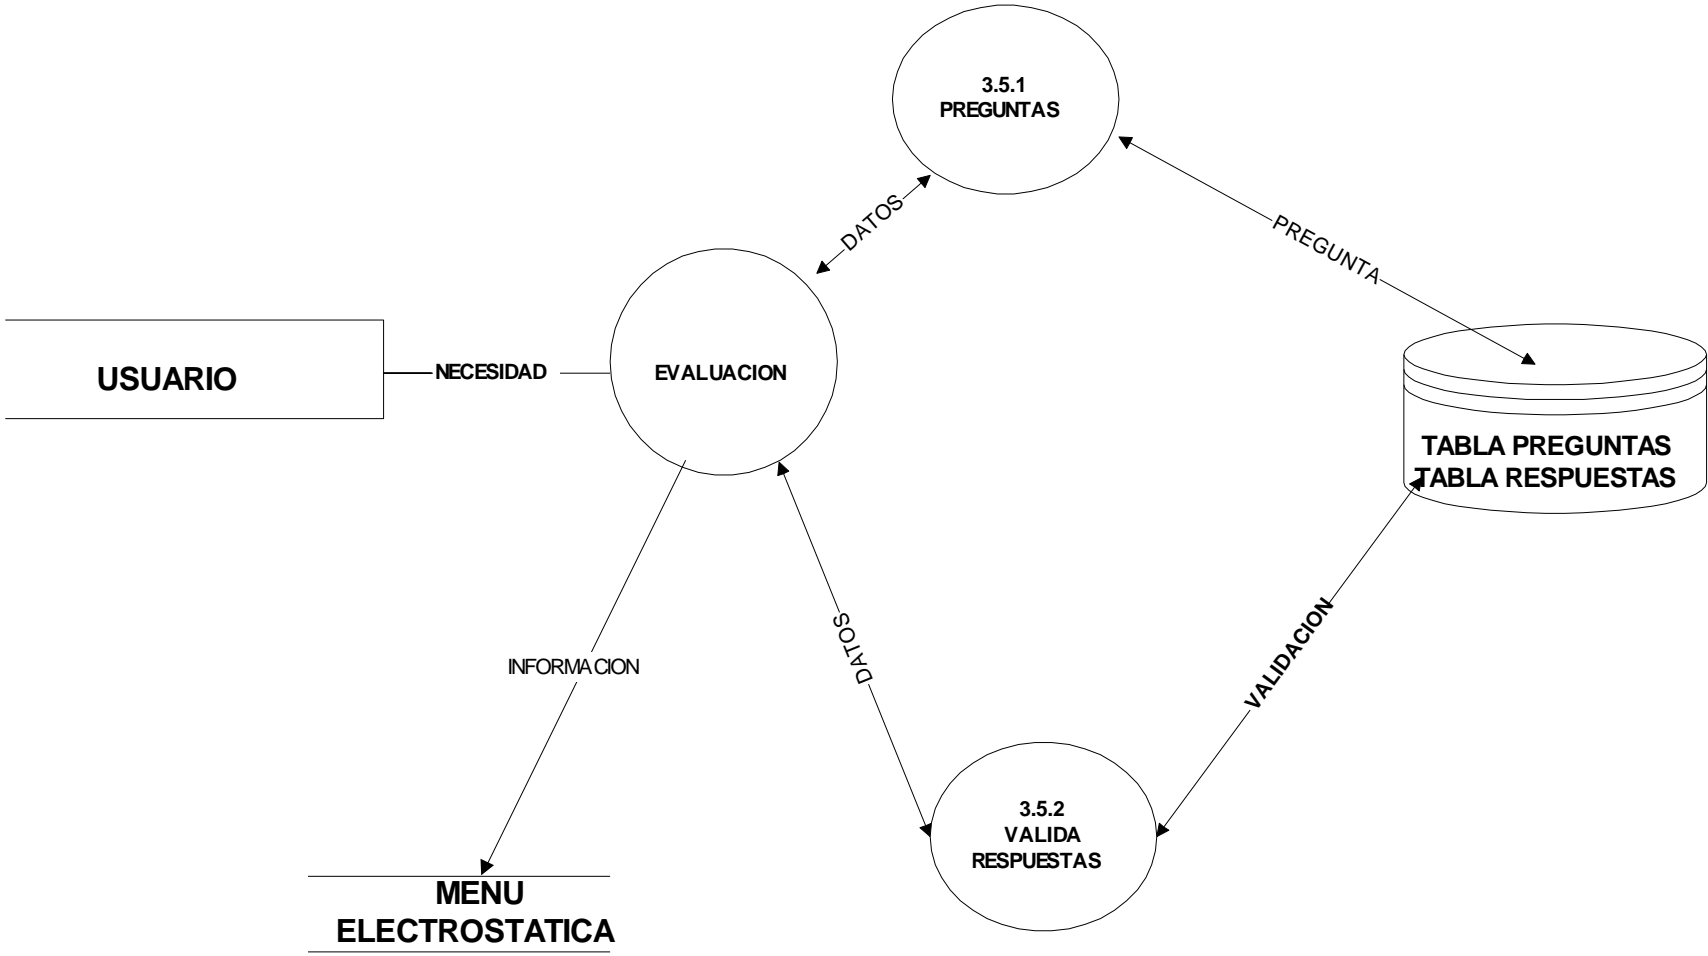 3.5.1
PREGUNTAS
DATOS
PREGUNTA
USUARIO
NECESIDAD
EVALUACION
TABLA PREGUNTAS
TABLA RESPUESTAS
DATOS
INFORMACION
VALIDACION
3.5.2
VALIDA
RESPUESTAS
MENU
ELECTROSTATICA